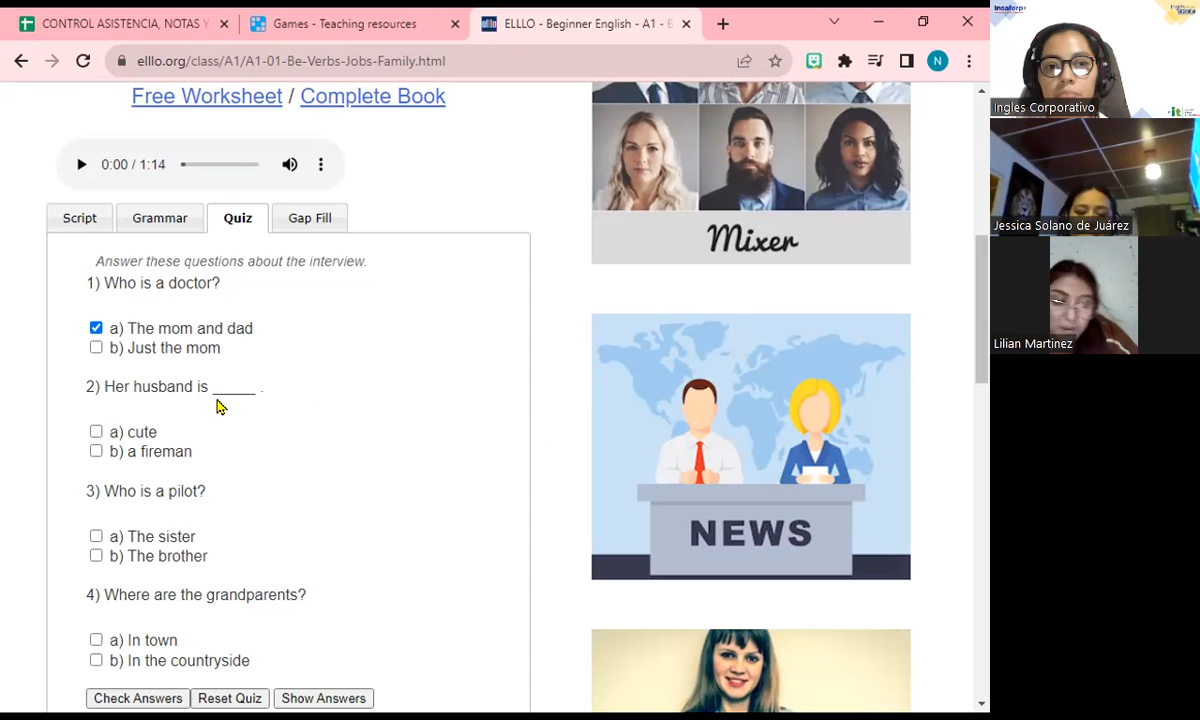 CONTROL ASISTENCIA, NOTAS Y
Games - Teaching resources
ELLLO - Beginner English - A1 - B
elllo.org/class/A1/A1-01-Be-Verbs-Jobs-Family.html
N
Free Worksheet / Complete Book
0:00 / 1:14
Script
Grammar
Quiz
Gap Fill
Answer these questions about the interview.
1) Who is a doctor?
a) The mom and dad
b) Just the mom
2) Her husband is _____ .
a) cute
b) a fireman
3) Who is a pilot?
a) The sister
b) The brother
4) Where are the grandparents?
a) In town
b) In the countryside
Check Answers
Reset Quiz
Show Answers
Mixer
NEWS
Insaforp
Ingles Corporativo
Jessica Solano de Juárez
Lilian Martinez